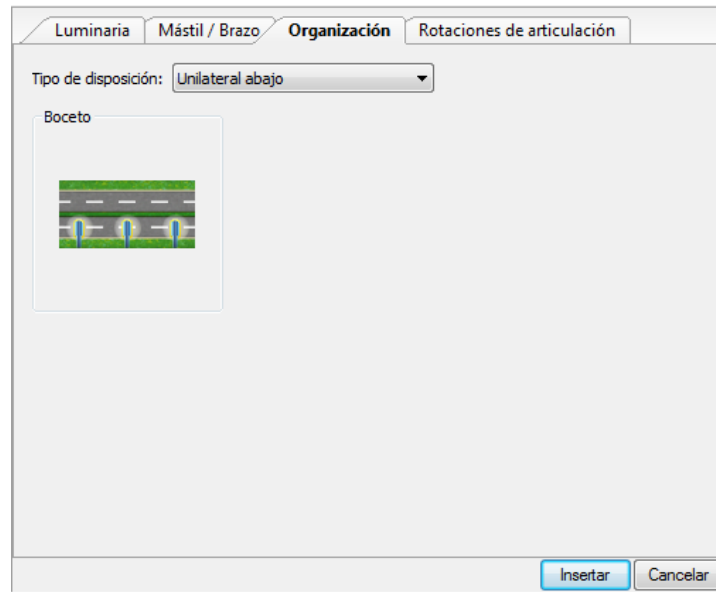 Luminaria Mástil / Brazo Organización Rotaciones de articulación
Tipo de disposición: Unilateral abajo
Boceto
Insertar Cancelar